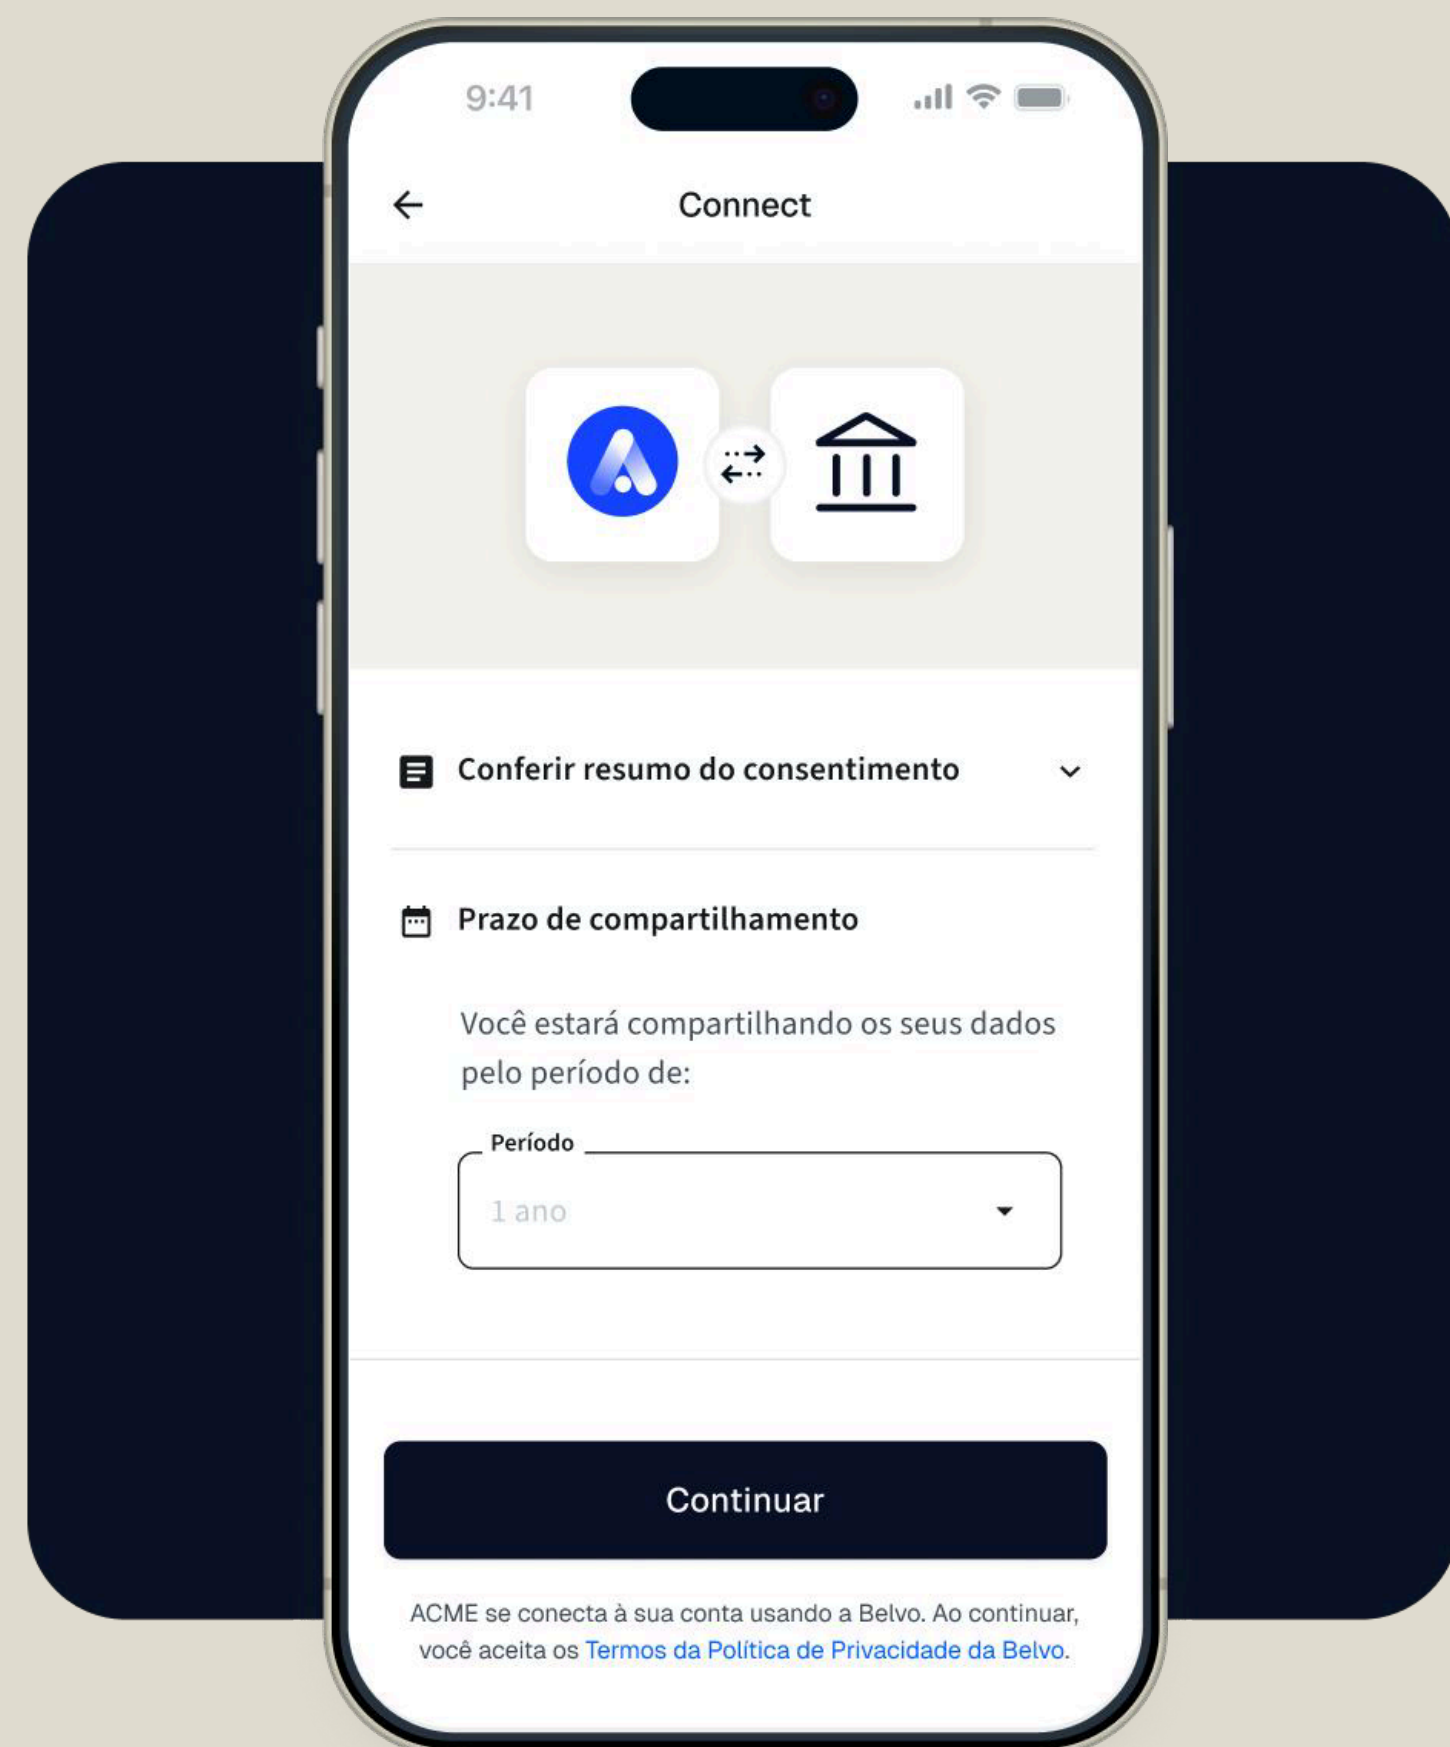 9:41
Connect
Conferir resumo do consentimento
Prazo de compartilhamento
Você estará compartilhando os seus dados
pelo período de:
Período
1 ano
Continuar
ACME se conecta à sua conta usando a Belvo. Ao continuar,
você aceita os Termos da Política de Privacidade da Belvo.